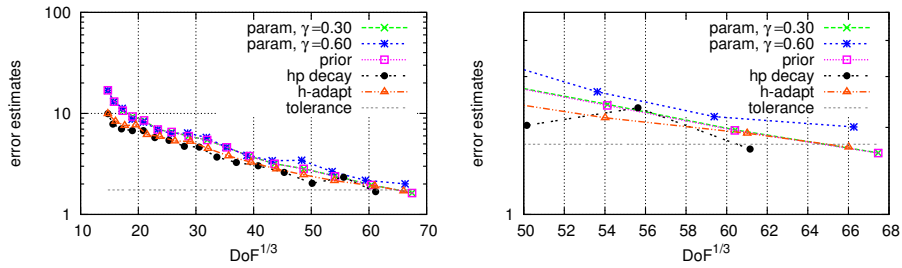 error estimates
100
10
1
10 20 30 40 50 60 70
DoF^1/3
param, γ=0.30
param, γ=0.60
prior
hp decay
h-adapt
tolerance
error estimates
1
50 52 54 56 58 60 62 64 66 68
DoF^1/3
param, γ=0.30
param, γ=0.60
prior
hp decay
h-adapt
tolerance